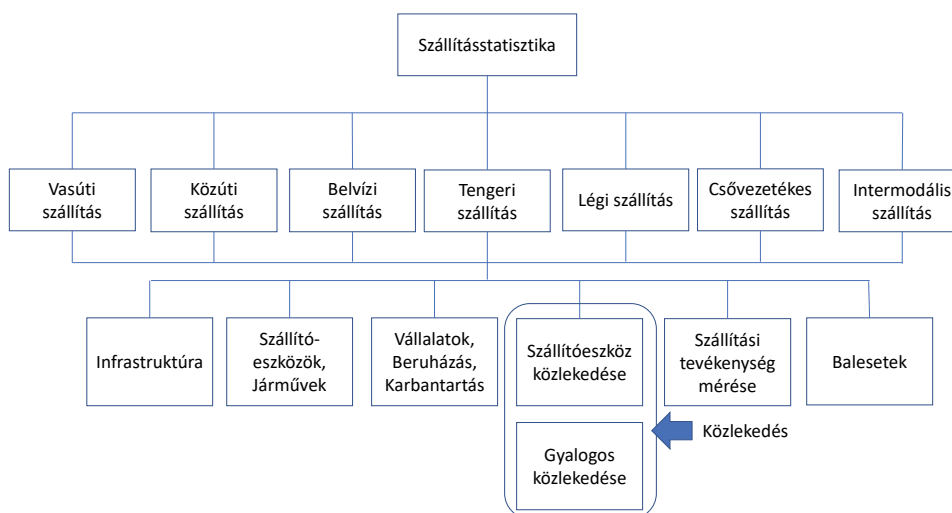 Szállításstatisztika
Vasúti
szállítás
Közúti
szállítás
Belvízi
szállítás
Tengeri
szállítás
Légi szállítás
Csővezetékes
szállítás
Intermodális
szállítás
Infrastruktúra
Szállító-
eszközök,
Járművek
Vállalatok,
Beruházás,
Karbantartás
Szállítóeszköz
közlekedése
Szállítási
tevékenység
mérése
Balesetek
Gyalogos
közlekedése
Közlekedés